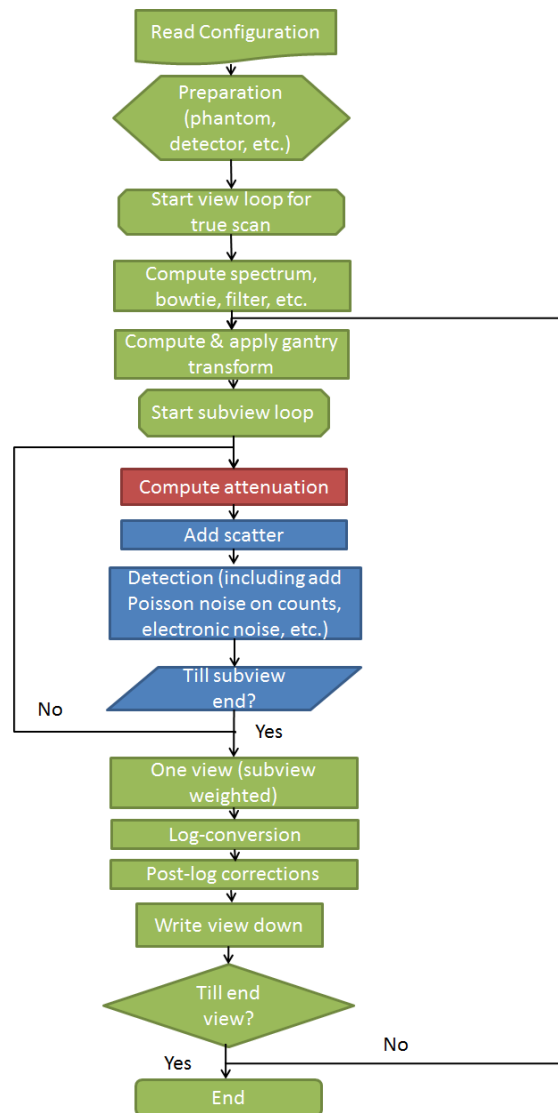 Read Configuration
Preparation
(phantom,
detector, etc.)
Start view loop for
true scan
Compute spectrum,
bowtie, filter, etc.
Compute & apply gantry
transform
Start subview loop
Compute attenuation
Add scatter
Detection (including add
Poisson noise on counts,
electronic noise, etc.)
Till subview
end?
No
Yes
One view (subview
weighted)
Log-conversion
Post-log corrections
Write view down
Till end
view?
No
Yes
End